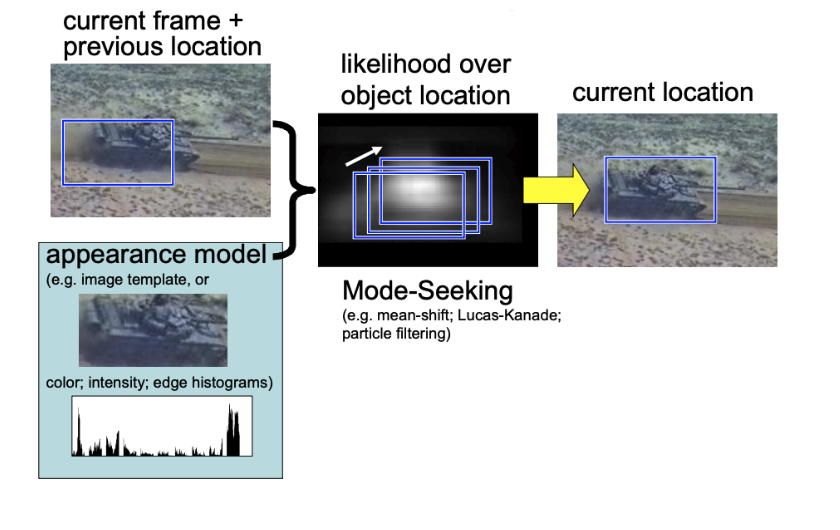 current frame +
previous location
likelihood over
object location
current location
appearance model
(e.g. image template, or
color; intensity; edge histograms)
Mode-Seeking
(e.g. mean-shift; Lucas-Kanade;
particle filtering)